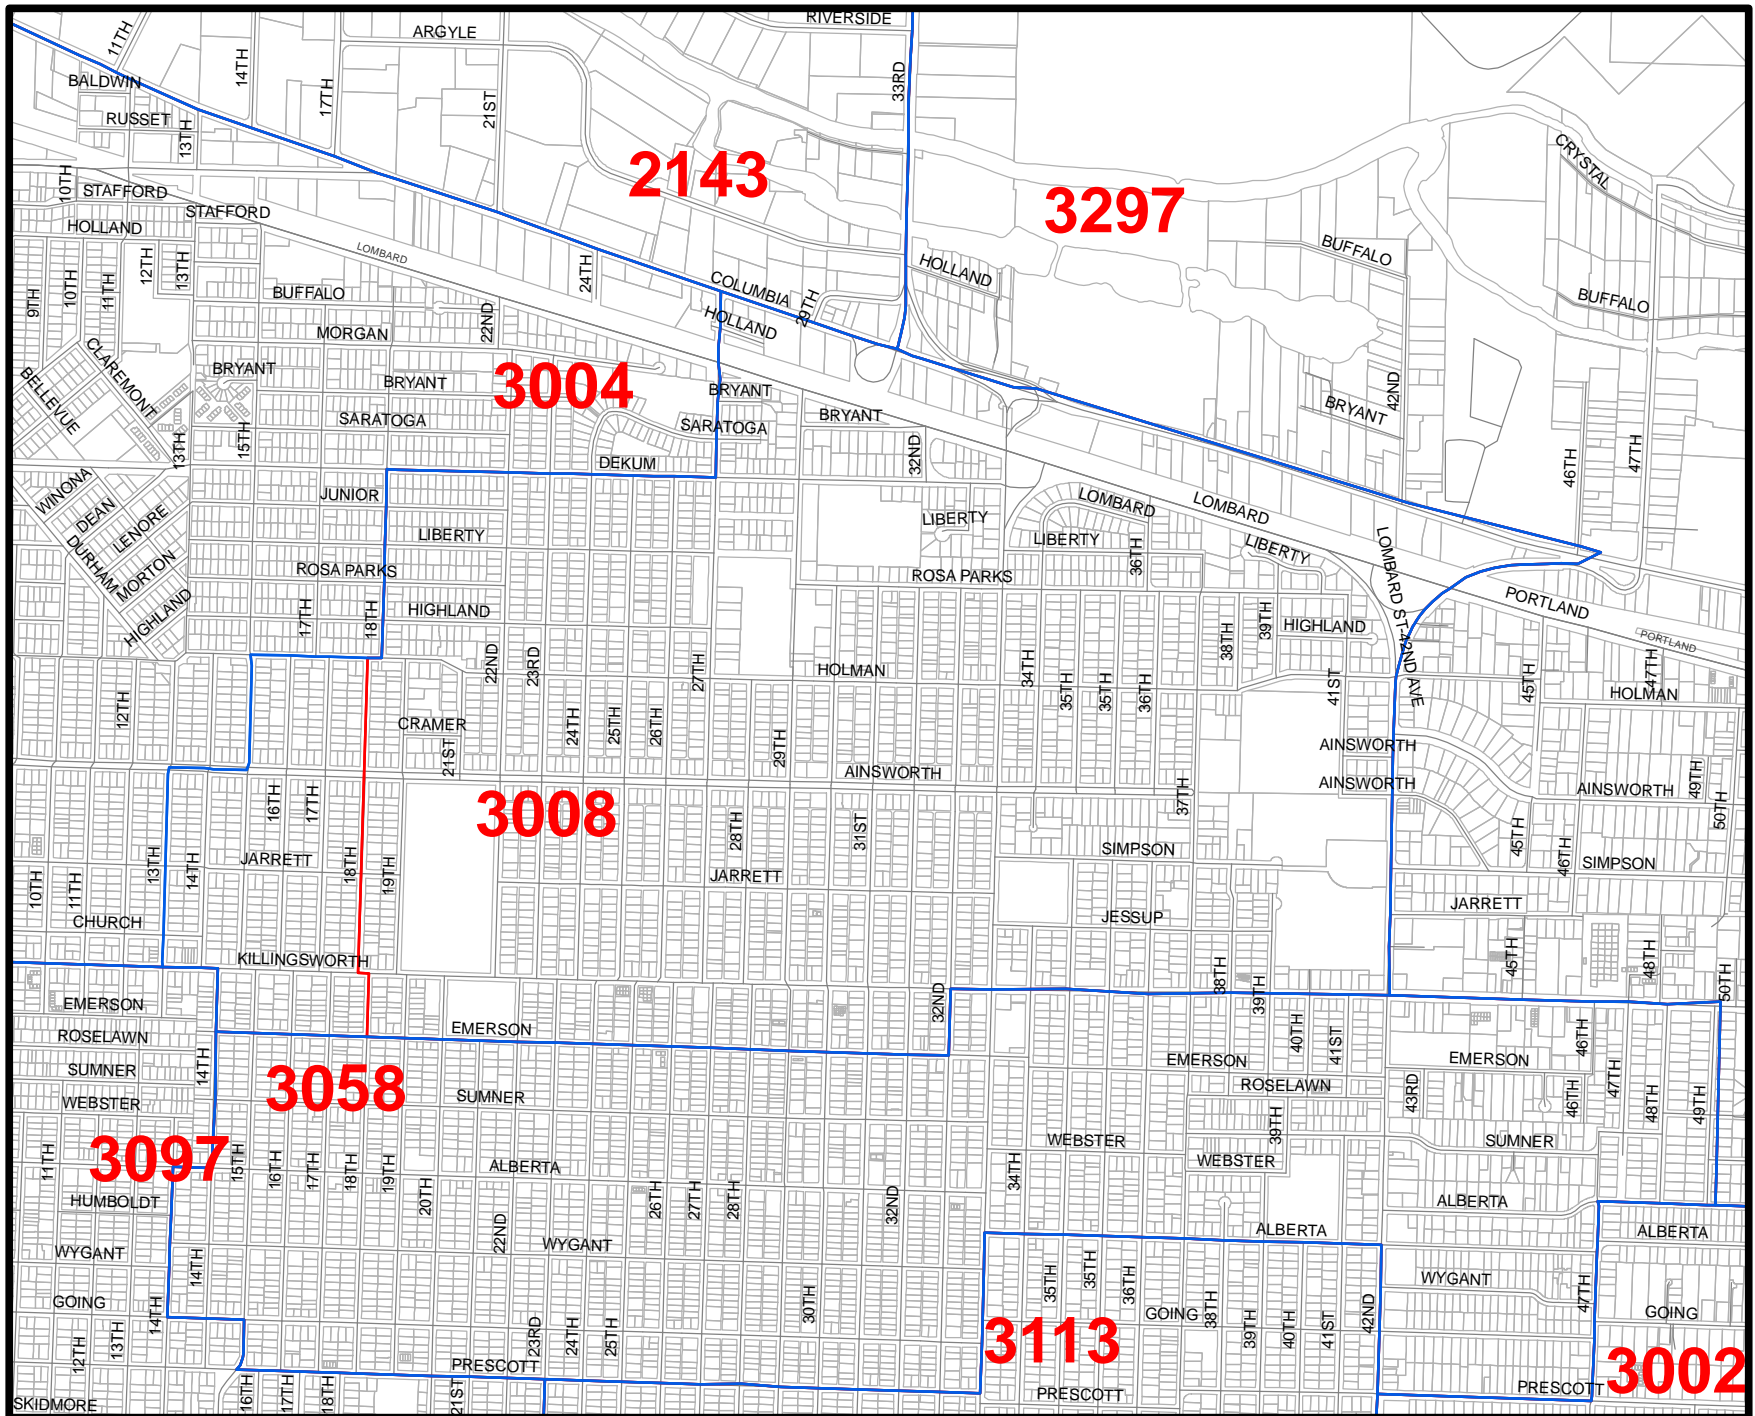 RIVERSIDE
ARGYLE
11TH
14TH
17TH
21ST
33RD
BALDWIN
RUSSET
13TH
2143
3297
CRYSTAL
10TH
STAFFORD
STAFFORD
HOLLAND
LOMBARD
12TH
13TH
10TH
11TH
9TH
BUFFALO
22ND
24TH
COLUMBIA
29TH
HOLLAND
HOLLAND
BUFFALO
BUFFALO
MORGAN
CLAREMONT
BELLEVUE
BRYANT
BRYANT
3004
BRYANT
BRYANT
BRYANT
42ND
SARATOGA
SARATOGA
13TH
15TH
DEKUM
32ND
46TH
47TH
WINONA
DEAN
LENORE
DURHAM
MORTON
HIGHLAND
JUNIOR
LIBERTY
LIBERTY
LOMBARD
LOMBARD
LIBERTY
36TH
LIBERTY
LOMBARD ST-42ND AVE
ROSA PARKS
ROSA PARKS
HIGHLAND
17TH
18TH
PORTLAND
PORTLAND
38TH
39TH
HIGHLAND
22ND
23RD
27TH
HOLMAN
34TH
35TH
35TH
36TH
41ST
45TH
47TH
HOLMAN
12TH
CRAMER
21ST
24TH
25TH
26TH
29TH
AINSWORTH
AINSWORTH
AINSWORTH
AINSWORTH
49TH
50TH
16TH
17TH
3008
28TH
31ST
37TH
45TH
46TH
SIMPSON
SIMPSON
JARRETT
JARRETT
JARRETT
10TH
11TH
13TH
14TH
18TH
19TH
CHURCH
JESSUP
KILLINGSWORTH
38TH
39TH
45TH
48TH
50TH
EMERSON
32ND
EMERSON
ROSELAWN
40TH
41ST
46TH
EMERSON
EMERSON
SUMNER
14TH
3058
SUMNER
ROSELAWN
43RD
46TH
47TH
48TH
49TH
WEBSTER
39TH
WEBSTER
SUMNER
3097
11TH
15TH
16TH
17TH
18TH
19TH
ALBERTA
WEBSTER
34TH
HUMBOLDT
20TH
26TH
27TH
28TH
32ND
ALBERTA
ALBERTA
ALBERTA
WYGANT
14TH
22ND
WYGANT
35TH
35TH
36TH
WYGANT
47TH
GOING
14TH
30TH
GOING
38TH
42ND
GOING
12TH
13TH
23RD
24TH
25TH
3113
39TH
40TH
41ST
3002
PRESCOTT
PRESCOTT
PRESCOTT
SKIDMORE
16TH
17TH
18TH
21ST